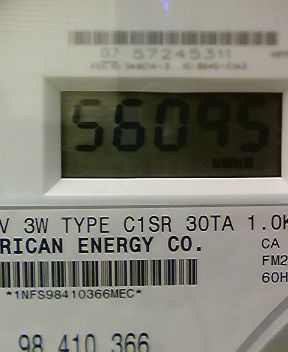 07 57245311
56095
kWh
V 3W TYPE C1SR 30TA 1.0K
RICAN ENERGY CO.
CA
FM2
60H
*1NFS98410366MEC*
98 410 366